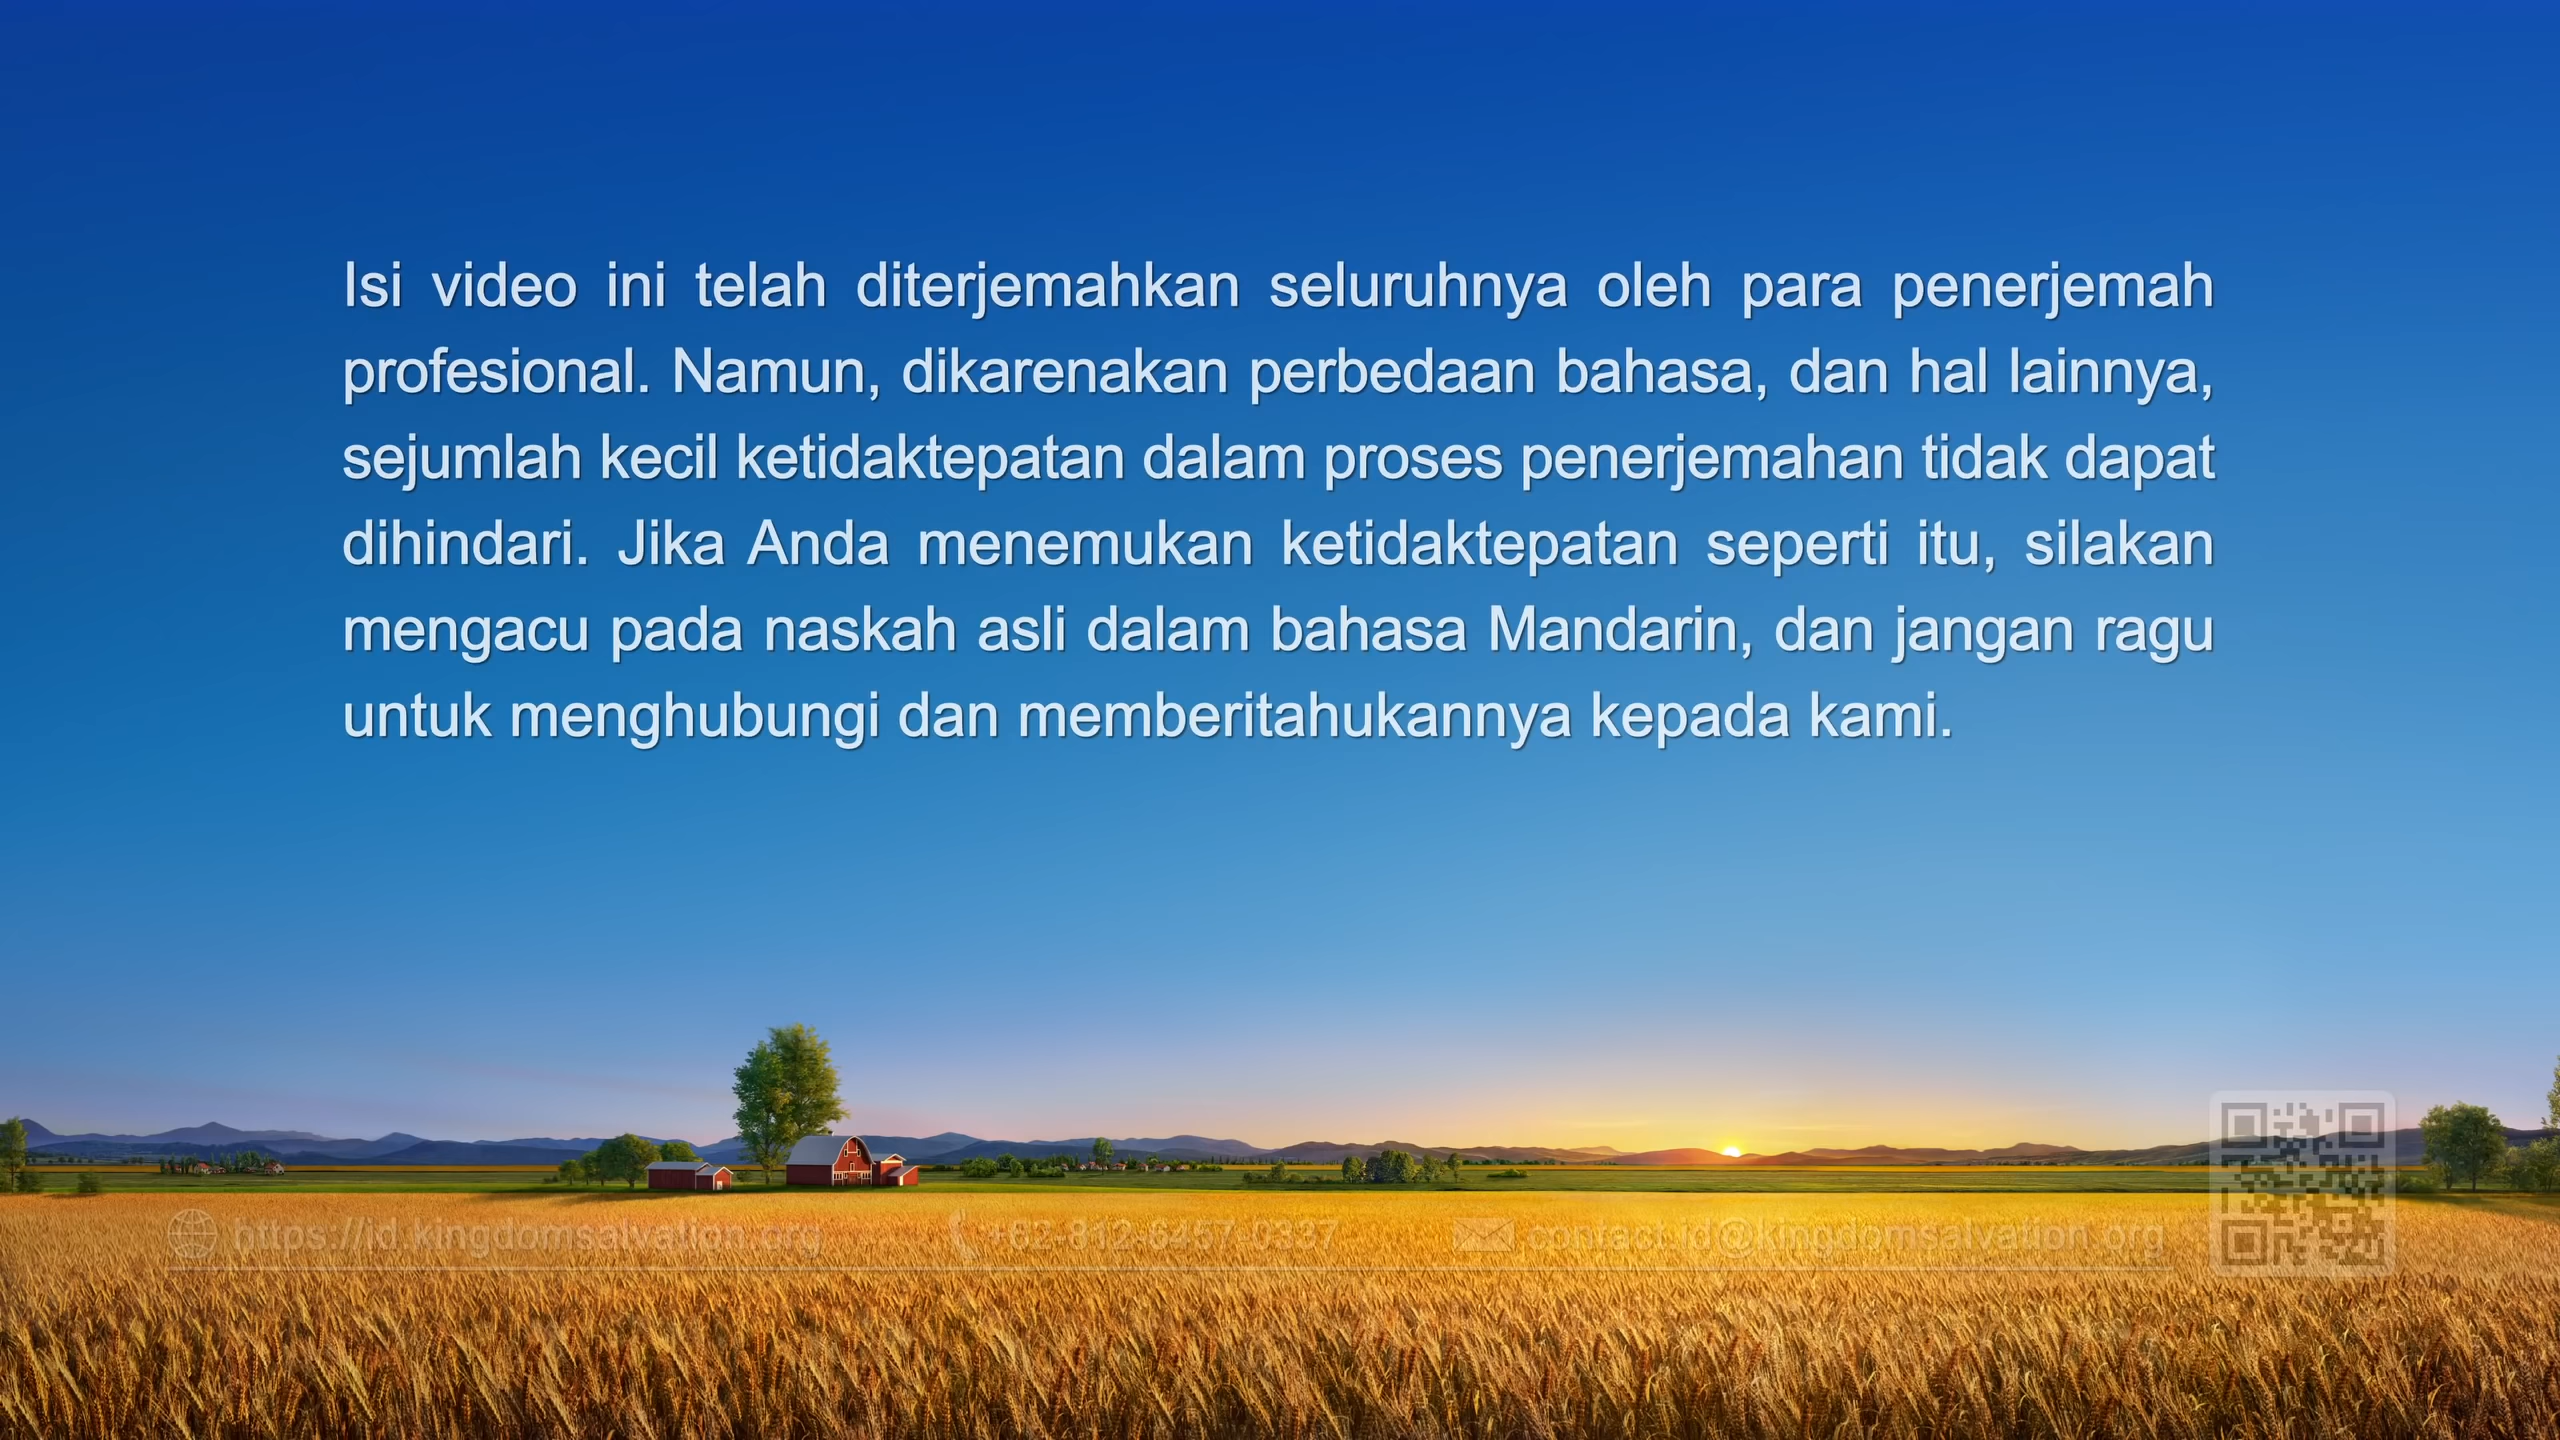 Isi video ini telah diterjemahkan seluruhnya oleh para penerjemah
profesional. Namun, dikarenakan perbedaan bahasa, dan hal lainnya,
sejumlah kecil ketidaktepatan dalam proses penerjemahan tidak dapat
dihindari. Jika Anda menemukan ketidaktepatan seperti itu, silakan
mengacu pada naskah asli dalam bahasa Mandarin, dan jangan ragu
untuk menghubungi dan memberitahukannya kepada kami.
https://id.kingdomsalvation.org +62-812-6457-0337 contact.id@kingdomsalvation.org